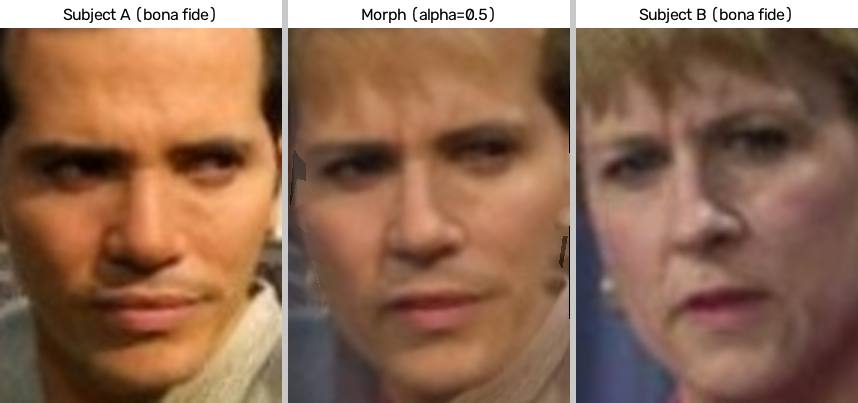 Subject A (bona fide)
Morph (alpha=0.5)
Subject B (bona fide)